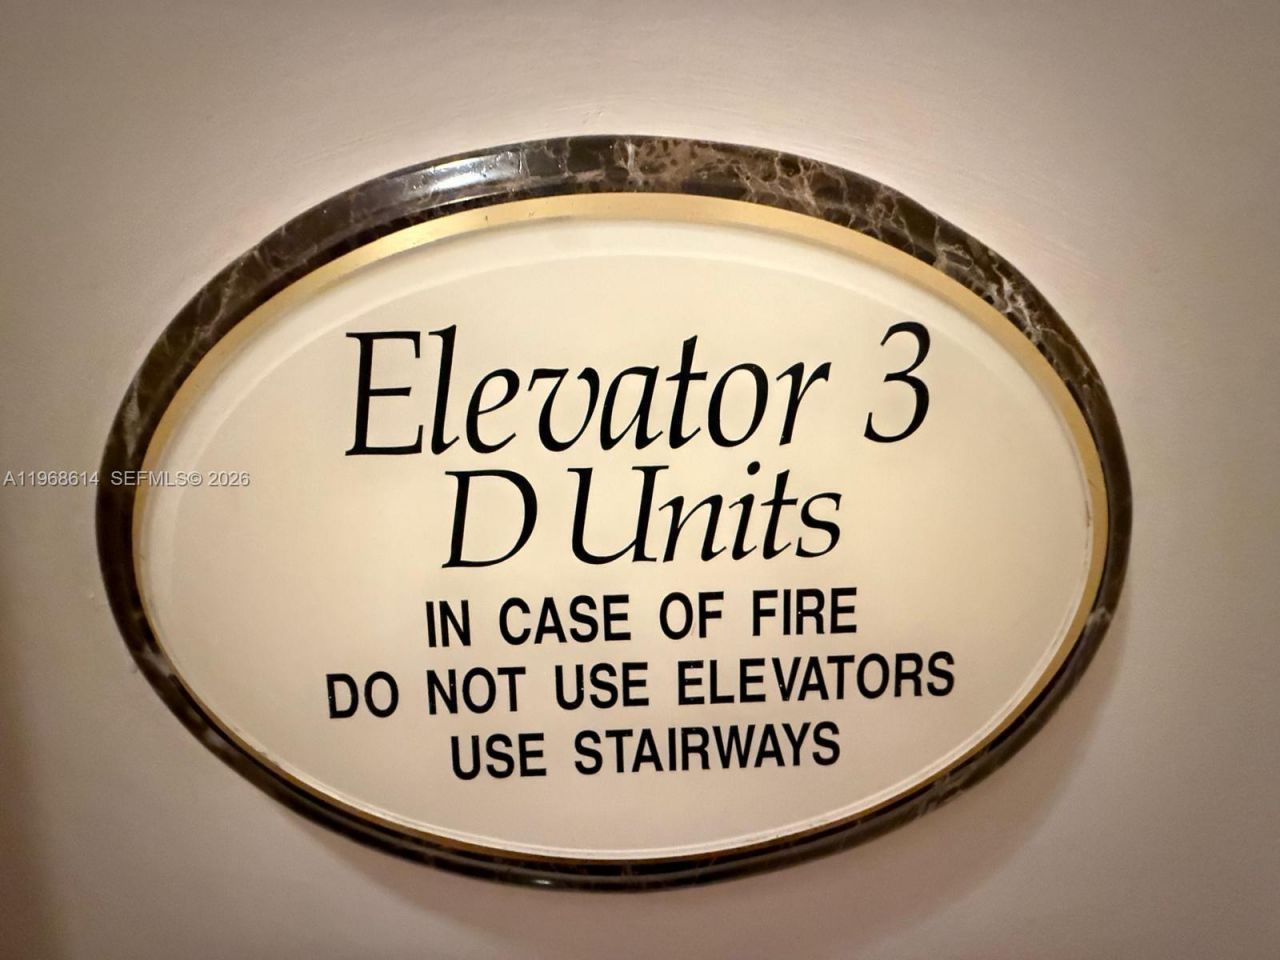 Elevator 3
D Units
IN CASE OF FIRE
DO NOT USE ELEVATORS
USE STAIRWAYS
A11968614 SEFMLS© 2026